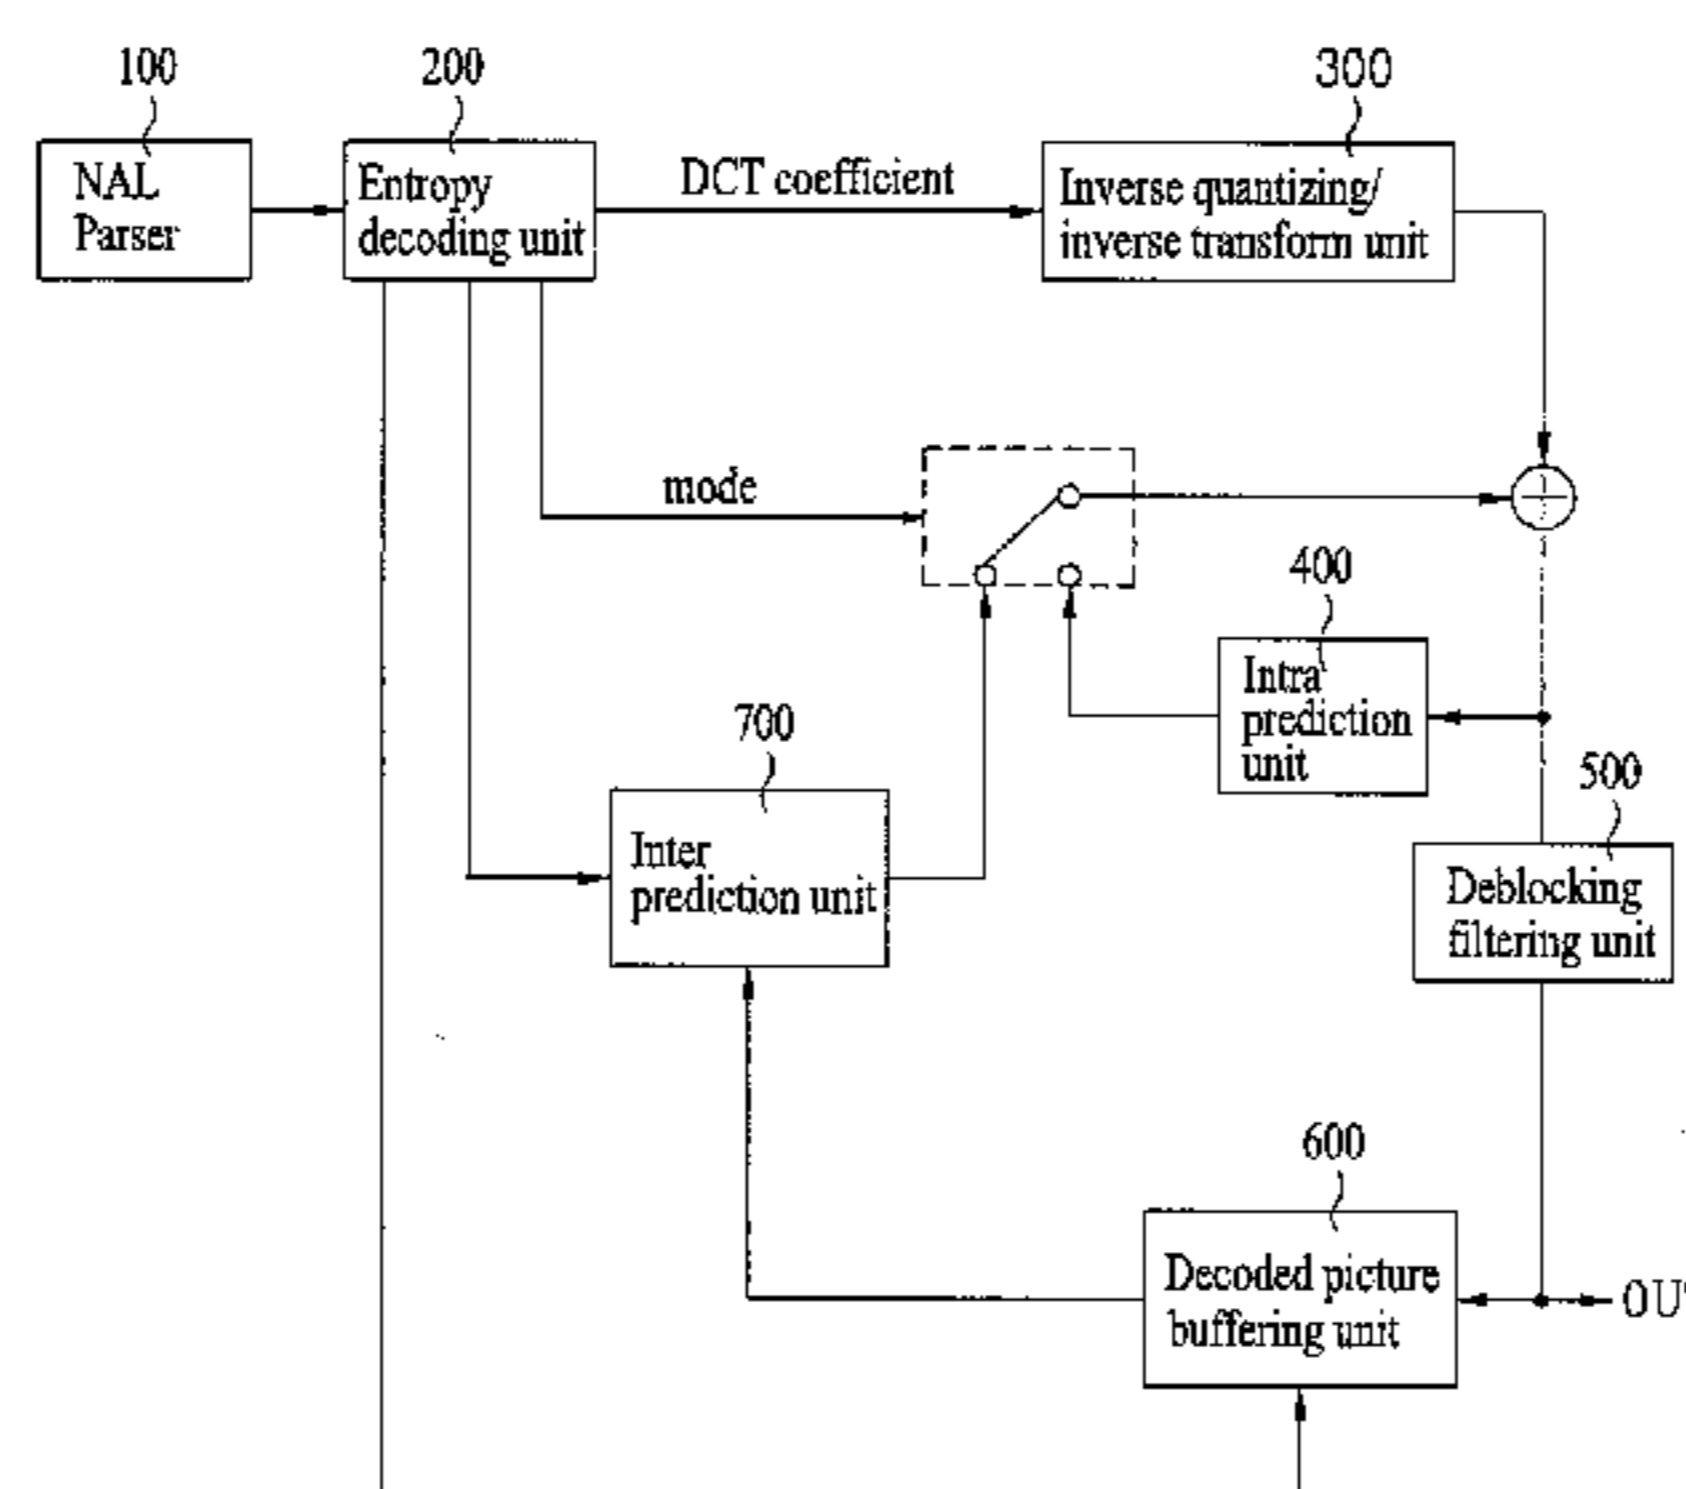 100
200
300
NAL
Parser
Entropy
decoding unit
DCT coefficient
Inverse quantizing/
inverse transform unit
mode
400
Intra
prediction
unit
700
500
Inter
prediction unit
Deblocking
filtering unit
600
Decoded picture
buffering unit